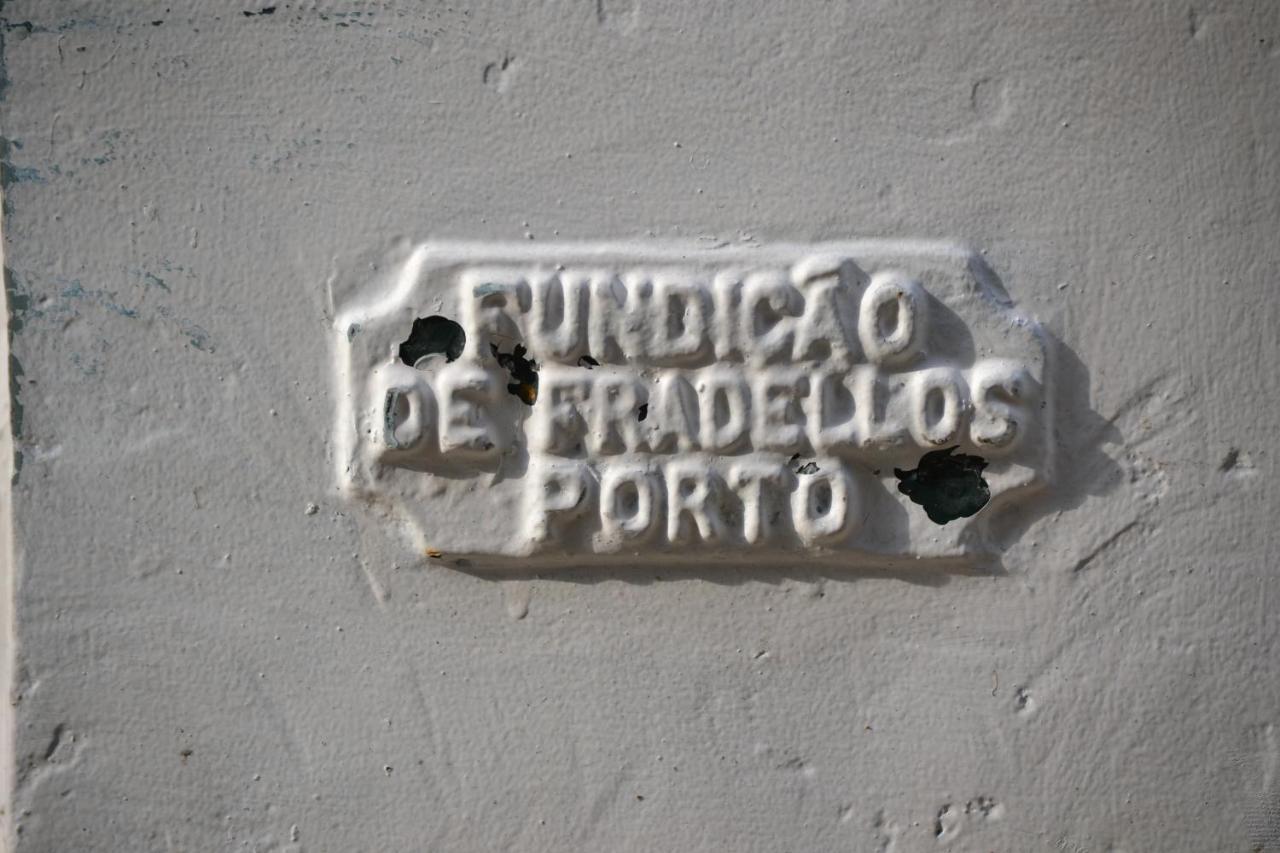 FUNDIÇÃO
DE FRADELLOS
PORTO